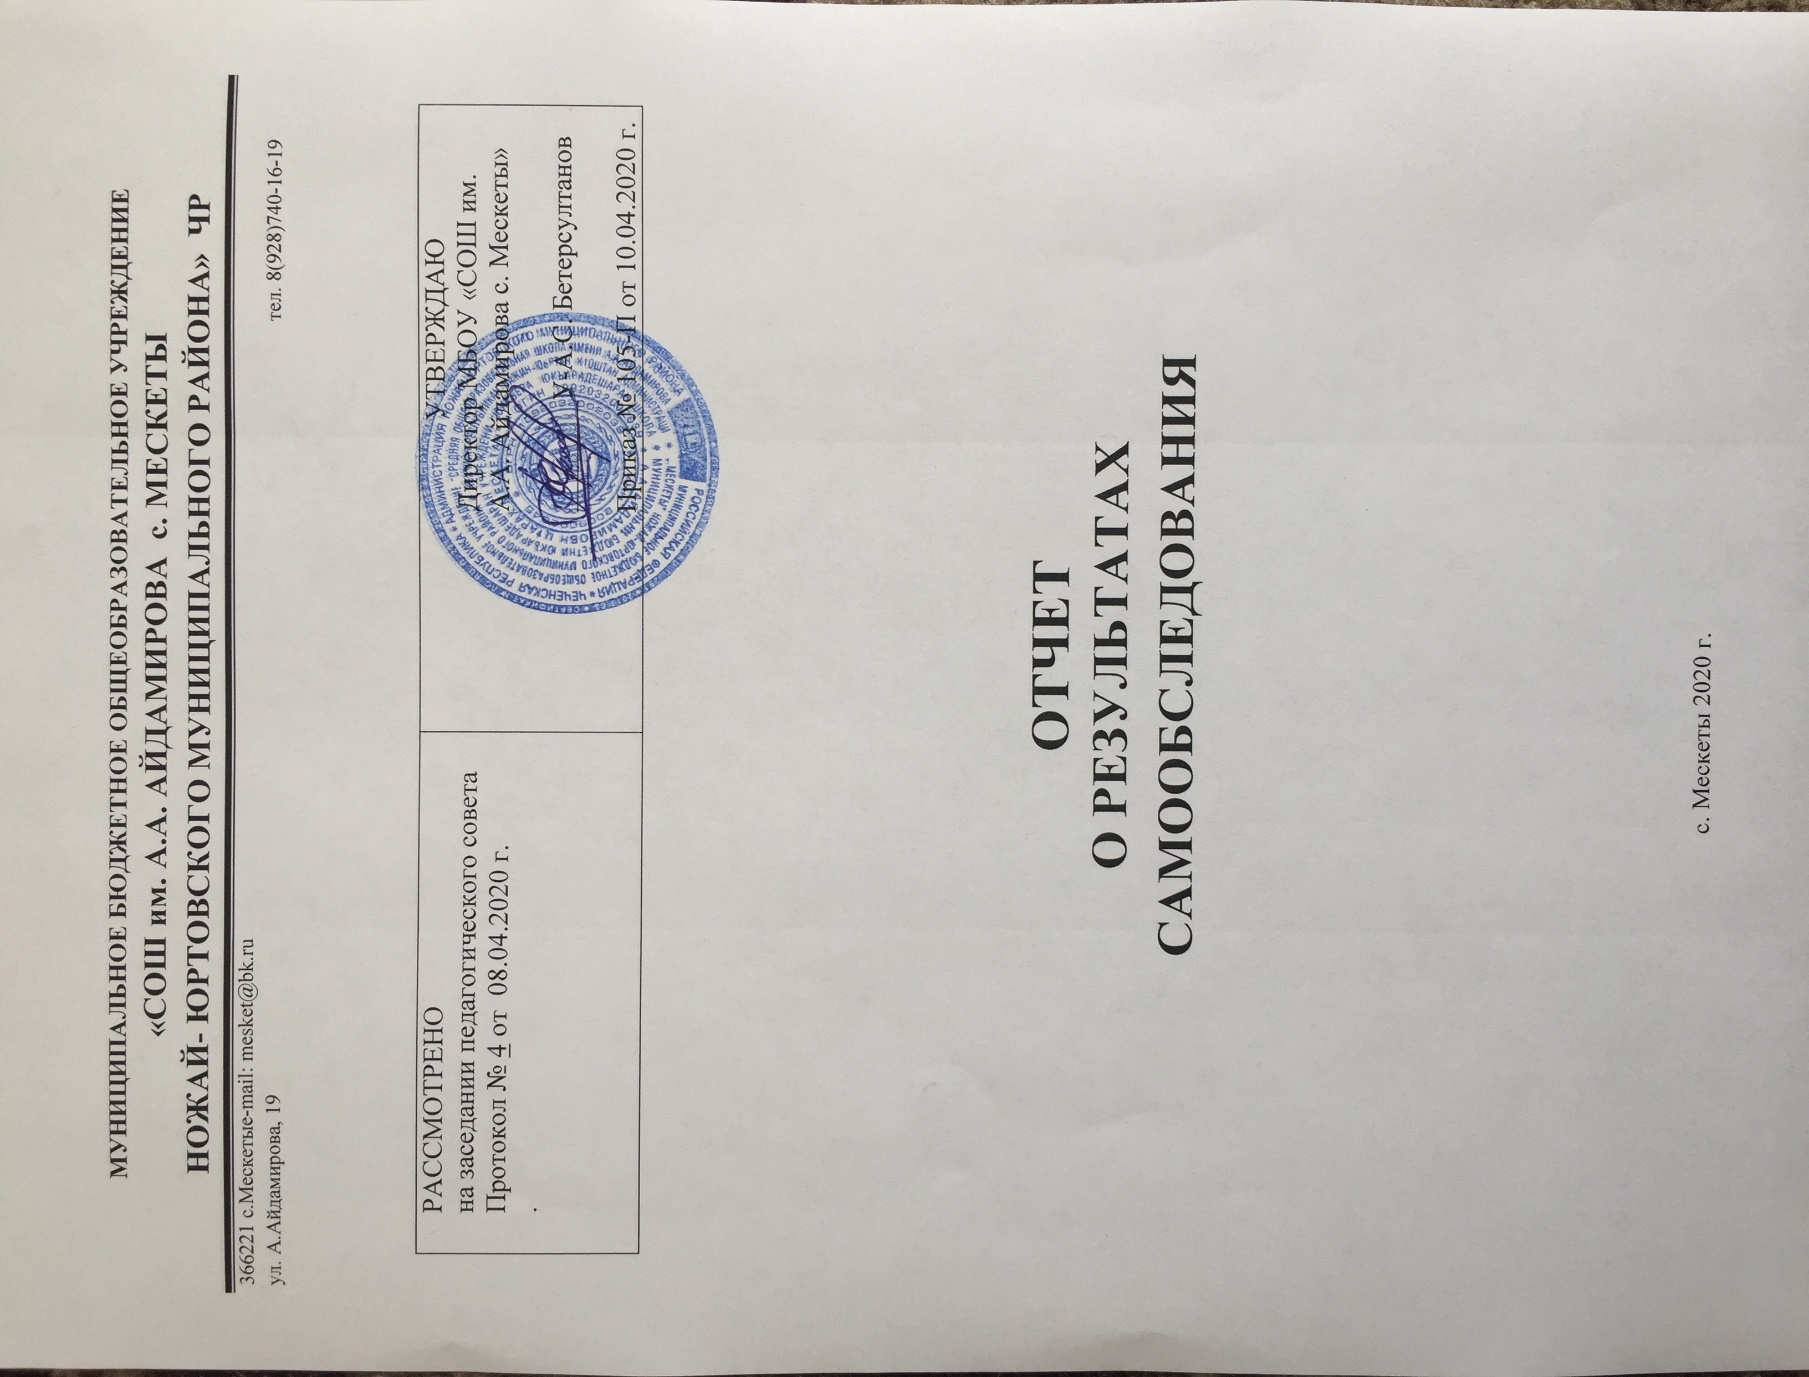 МУНИЦИПАЛЬНОЕ БЮДЖЕТНОЕ ОБЩЕОБРАЗОВАТЕЛЬНОЕ УЧРЕЖДЕНИЕ
«СОШ им. А.А. АЙДАМИРОВА с. МЕСКЕТЫ
НОЖАЙ- ЮРТОВСКОГО МУНИЦИПАЛЬНОГО РАЙОНА» ЧР
366221 с.Мескетыe-mail: mesket@bk.ru
ул. А.Айдамирова, 19
тел. 8(928)740-16-19
РАССМОТРЕНО
на заседании педагогического совета
Протокол № 4 от 08.04.2020 г.
.
УТВЕРЖДАЮ
Директор МБОУ «СОШ им.
А.А. Айдамирова с. Мескеты»
У.А.С. Бетерсултанов
Приказ № 105-П от 10.04.2020 г.
ОТЧЕТ
О РЕЗУЛЬТАТАХ
САМООБСЛЕДОВАНИЯ
с. Мескеты 2020 г.